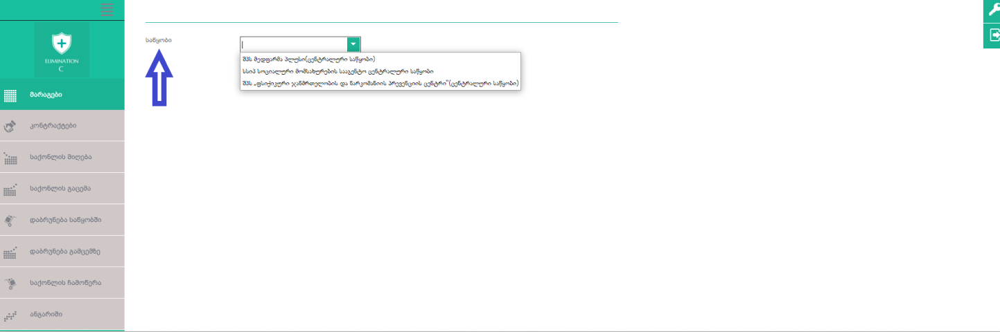 ELIMINATION
C
მარაგები
კონტრაქტები
საქონლის მიღება
საქონლის გაცემა
დაბრუნება საწყობში
დაბრუნება გამცემზე
საქონლის ჩამოწერა
ანგარიში
საწყობი
შპს მედფარმა პლუსი(ცენტრალური საწყობი)
სსიპ სოციალური მომსახურების სააგენტო ცენტრალური საწყობი
შპს „ფსიქიკური ჯანმრთელობის და ნარკომანიის პრევენციის ცენტრი"(ცენტრალური საწყობი)